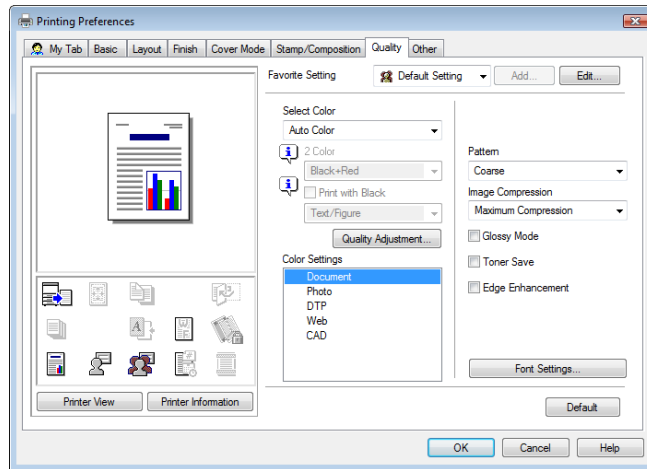 Printing Preferences
My Tab Basic Layout Finish Cover Mode Stamp/Composition Quality Other
Favorite Setting Default Setting Add... Edit...
Select Color
Auto Color
2 Color
Black+Red
Print with Black
Text/Figure
Quality Adjustment...
Color Settings
Document
Photo
DTP
Web
CAD
Pattern
Coarse
Image Compression
Maximum Compression
Glossy Mode
Toner Save
Edge Enhancement
Font Settings...
Printer View Printer Information
Default
OK Cancel Help